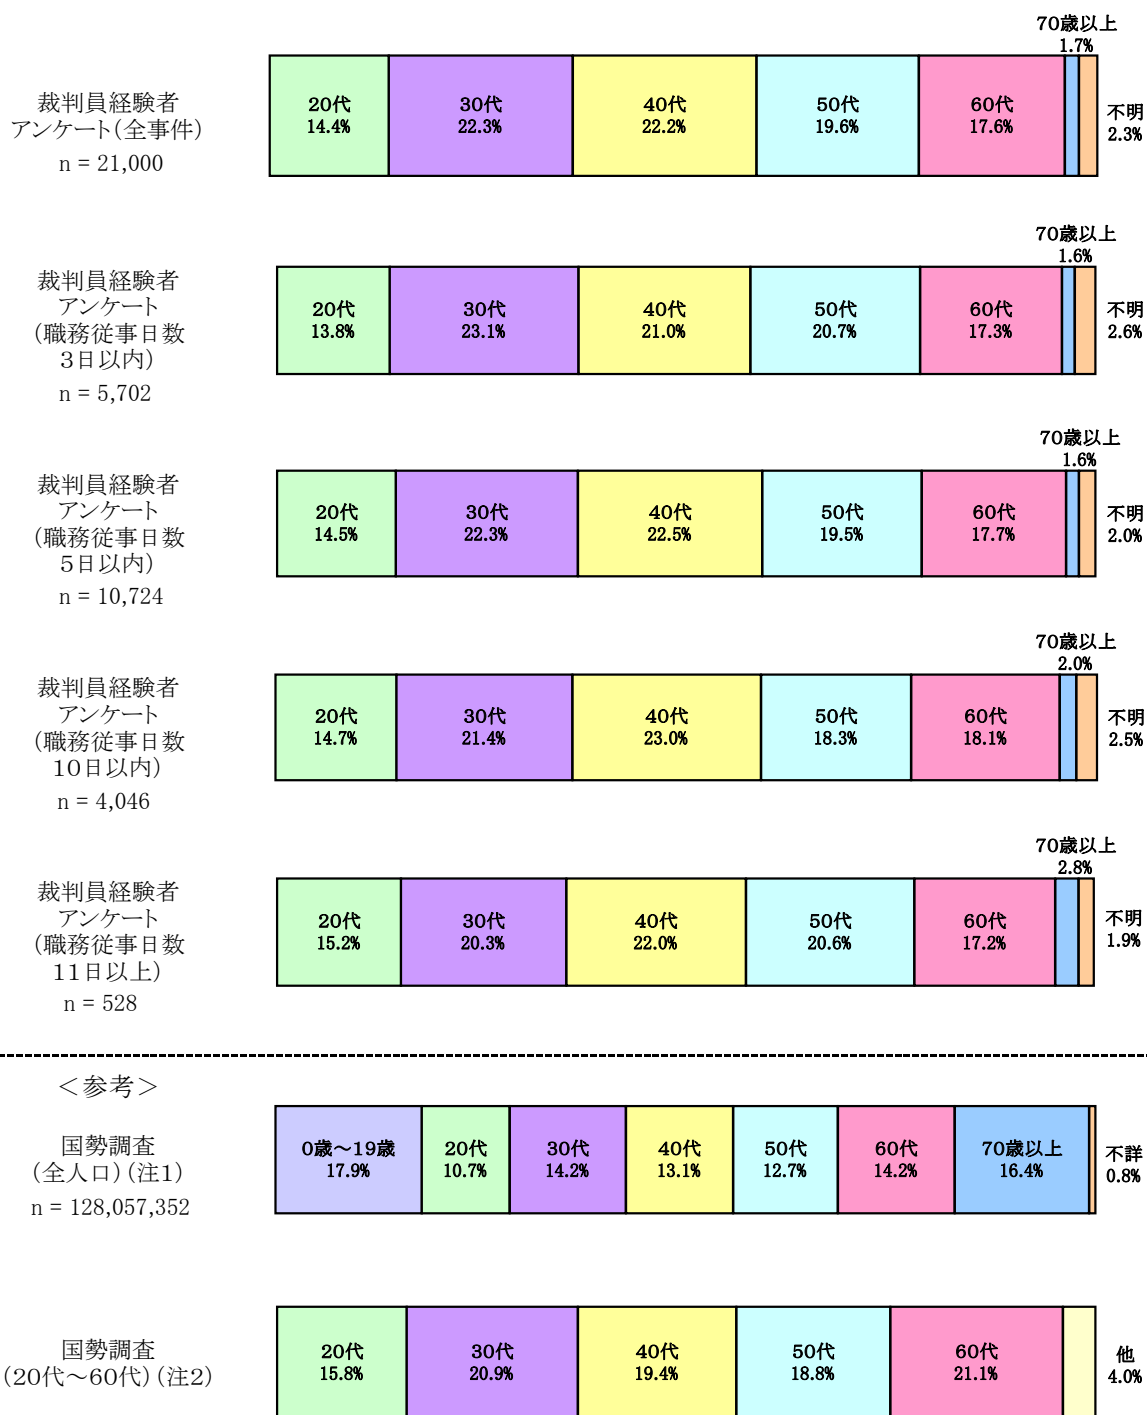 70歳以上
1.7%
裁判員経験者
アンケート(全事件)
n = 21,000
20代
14.4%
30代
22.3%
40代
22.2%
50代
19.6%
60代
17.6%
不明
2.3%
70歳以上
1.6%
裁判員経験者
アンケート
(職務従事日数
3日以内)
n = 5,702
20代
13.8%
30代
23.1%
40代
21.0%
50代
20.7%
60代
17.3%
不明
2.6%
70歳以上
1.6%
裁判員経験者
アンケート
(職務従事日数
5日以内)
n = 10,724
20代
14.5%
30代
22.3%
40代
22.5%
50代
19.5%
60代
17.7%
不明
2.0%
70歳以上
2.0%
裁判員経験者
アンケート
(職務従事日数
10日以内)
n = 4,046
20代
14.7%
30代
21.4%
40代
23.0%
50代
18.3%
60代
18.1%
不明
2.5%
70歳以上
2.8%
裁判員経験者
アンケート
(職務従事日数
11日以上)
n = 528
20代
15.2%
30代
20.3%
40代
22.0%
50代
20.6%
60代
17.2%
不明
1.9%
<参考>
国勢調査
(全人口)(注1)
n = 128,057,352
0歳~19歳
17.9%
20代
10.7%
30代
14.2%
40代
13.1%
50代
12.7%
60代
14.2%
70歳以上
16.4%
不詳
0.8%
国勢調査
(20代~60代)(注2)
20代
15.8%
30代
20.9%
40代
19.4%
50代
18.8%
60代
21.1%
他
4.0%